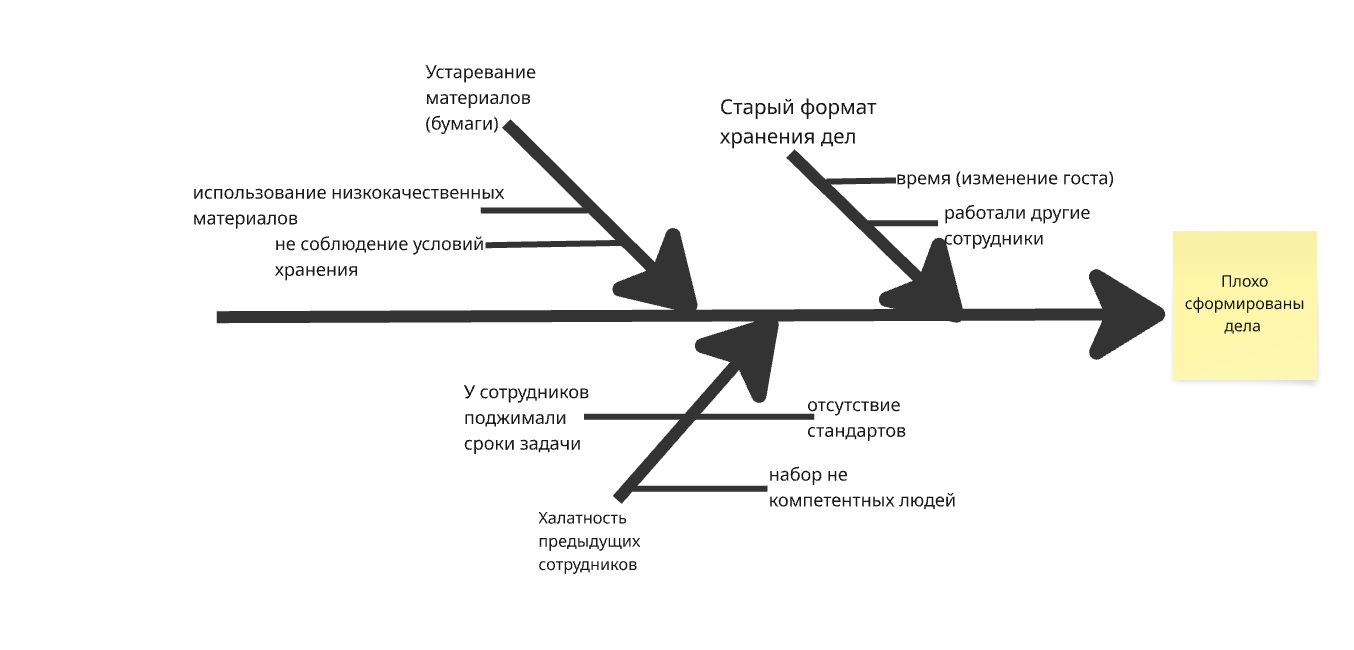 Устаревание
материалов
(бумаги)
Старый формат
хранения дел
использование низкокачественных
материалов
не соблюдение условий
хранения
время (изменение госта)
работали другие
сотрудники
Плохо
сформированы
дела
У сотрудников
поджимали
сроки задачи
отсутствие
стандартов
набор не
компетентных людей
Халатность
предыдущих
сотрудников